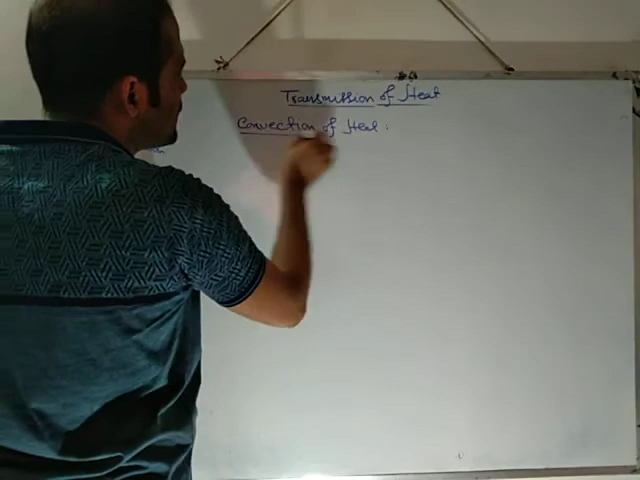 Transmission of Heat
Convection of Heat :